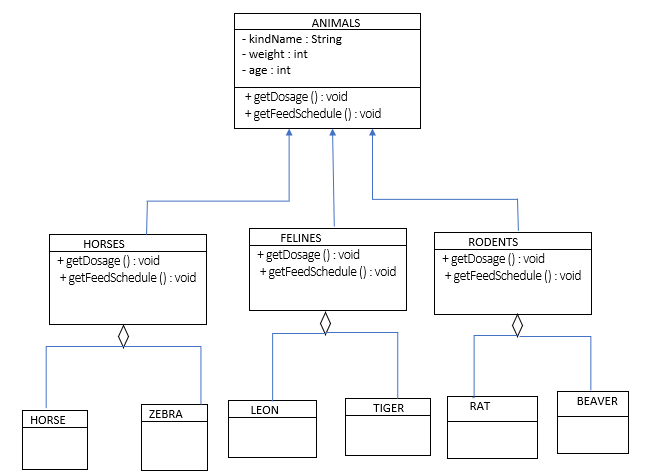 ANIMALS
- kindName : String
- weight : int
- age : int
+ getDosage () : void
+ getFeedSchedule () : void
HORSES
+ getDosage () : void
+ getFeedSchedule () : void
FELINES
+ getDosage () : void
+ getFeedSchedule () : void
RODENTS
+ getDosage () : void
+ getFeedSchedule () : void
HORSE
ZEBRA
LEON
TIGER
RAT
BEAVER